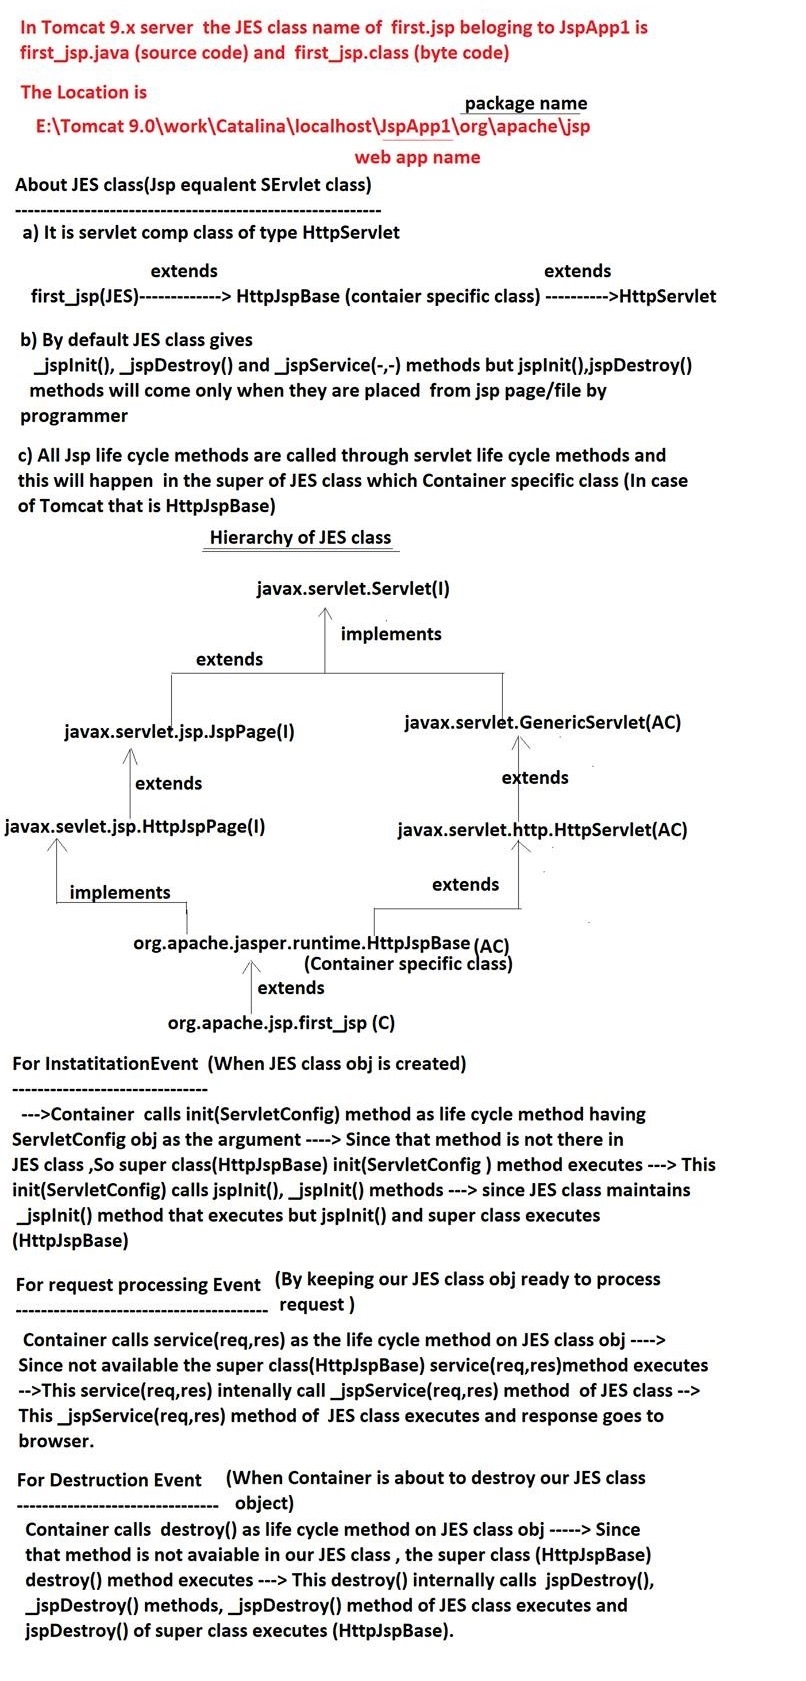 In Tomcat 9.x server  the JES class name of  first.jsp beloging to JspApp1 is
first_jsp.java (source code) and  first_jsp.class (byte code)
The Location is
package name
E:\Tomcat 9.0\work\Catalina\localhost\JspApp1\org\apache\jsp
web app name
About JES class(Jsp equalent SErvlet class)
----------------------------------------------------------
a) It is servlet comp class of type HttpServlet
extends extends
first_jsp(JES)-------------> HttpJspBase (contaier specific class) ---------->HttpServlet
b) By default JES class gives
_jspInit(), _jspDestroy() and _jspService(-,-) methods but jspInit(),jspDestroy()
methods will come only when they are placed  from jsp page/file by
programmer
c) All Jsp life cycle methods are called through servlet life cycle methods and
this will happen  in the super of JES class which Container specific class (In case
of Tomcat that is HttpJspBase)
Hierarchy of JES class
javax.servlet.Servlet(I)
implements
extends
javax.servlet.jsp.JspPage(I) javax.servlet.GenericServlet(AC)
extends extends
javax.sevlet.jsp.HttpJspPage(I) javax.servlet.http.HttpServlet(AC)
implements extends
org.apache.jasper.runtime.HttpJspBase (AC)
(Container specific class)
extends
org.apache.jsp.first_jsp (C)
For InstatitationEvent  (When JES class obj is created)
-------------------------------
--->Container  calls init(ServletConfig) method as life cycle method having
ServletConfig obj as the argument ----> Since that method is not there in
JES class ,So super class(HttpJspBase) init(ServletConfig ) method executes ---> This
init(ServletConfig) calls jspInit(), _jspInit() methods ---> since JES class maintains
_jspInit() method that executes but jspInit() and super class executes
(HttpJspBase)
For request processing Event  (By keeping our JES class obj ready to process
---------------------------------------- request )
Container calls service(req,res) as the life cycle method on JES class obj ---->
Since not available the super class(HttpJspBase) service(req,res)method executes
-->This service(req,res) intenally call _jspService(req,res) method  of JES class -->
This _jspService(req,res) method of  JES class executes and response goes to
browser.
For Destruction Event   (When Container is about to destroy our JES class
-------------------------------- object)
Container calls  destroy() as life cycle method on JES class obj -----> Since
that method is not avaiable in our JES class , the super class (HttpJspBase)
destroy() method executes ---> This destroy() internally calls  jspDestroy(),
_jspDestroy() methods, _jspDestroy() method of JES class executes and
jspDestroy() of super class executes (HttpJspBase).